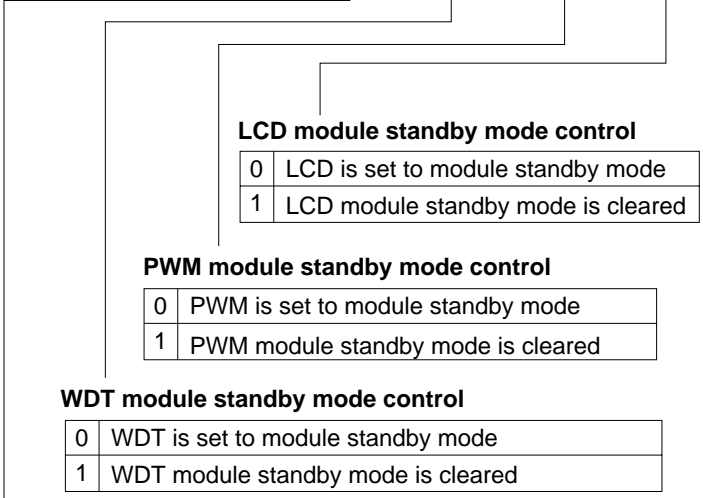 LCD module standby mode control
0 LCD is set to module standby mode
1 LCD module standby mode is cleared
PWM module standby mode control
0 PWM is set to module standby mode
1 PWM module standby mode is cleared
WDT module standby mode control
0 WDT is set to module standby mode
1 WDT module standby mode is cleared